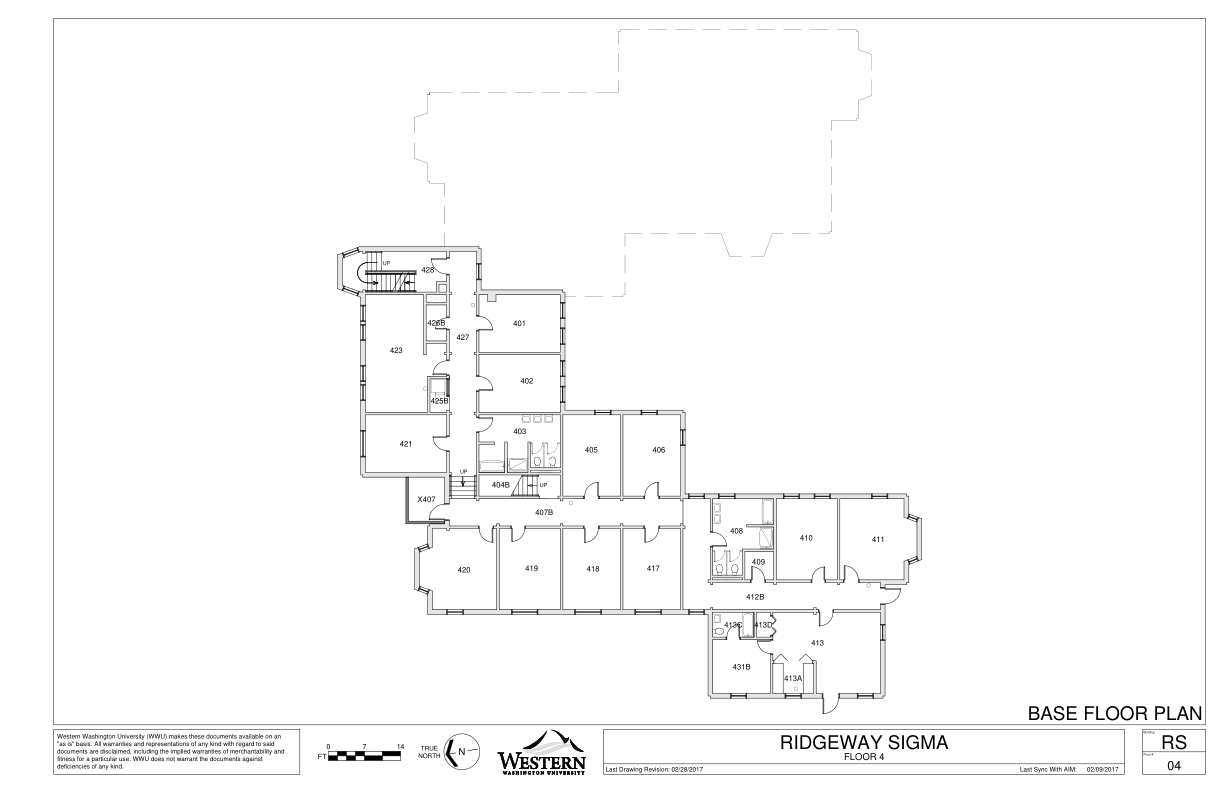 UP
428
426B
401
427
423
402
425B
403
421
405
406
UP
404B
UP
X407
407B
408
410
411
420
419
418
417
409
412B
413C
413D
413
431B
413A
BASE FLOOR PLAN
Western Washington University (WWU) makes these documents available on an
"as is" basis. All warranties and representations of any kind with regard to said
documents are disclaimed, including the implied warranties of merchantability and
fitness for a particular use. WWU does not warrant the documents against
deficiencies of any kind.
0 7 14
FT
TRUE
NORTH
N
WESTERN
WASHINGTON UNIVERSITY
RIDGEWAY SIGMA
FLOOR 4
Last Drawing Revision: 02/28/2017
Last Sync With AIM: 02/09/2017
RS
04